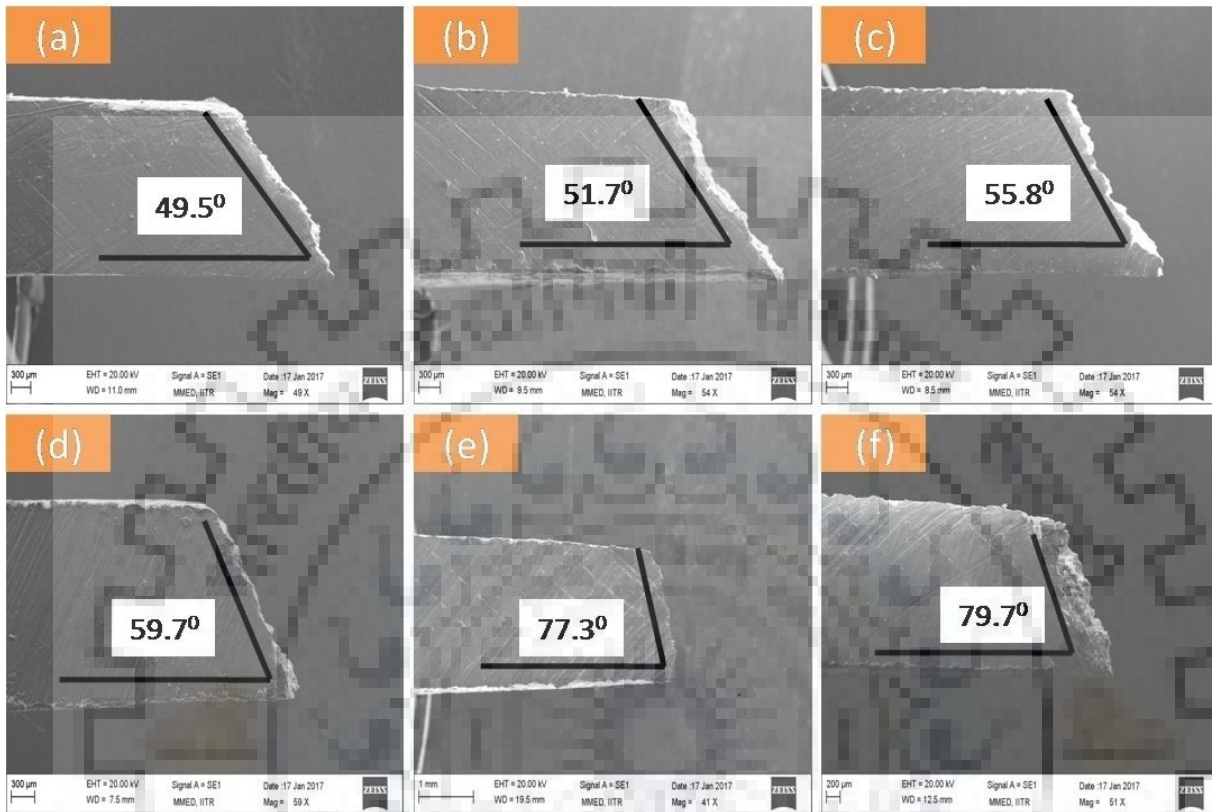 (a)
49.5⁰
300 µm
EHT = 20.00 kV
Signal A = SE1
Date :17 Jan 2017
WD = 11.0 mm
MMED, IITR
Mag = 49 X
ZEISS
(b)
51.7⁰
300 µm
EHT = 20.00 kV
Signal A = SE1
Date :17 Jan 2017
WD = 9.5 mm
MMED, IITR
Mag = 54 X
ZEISS
(c)
55.8⁰
300 µm
EHT = 20.00 kV
Signal A = SE1
Date :17 Jan 2017
WD = 8.5 mm
MMED, IITR
Mag = 54 X
ZEISS
(d)
59.7⁰
300 µm
EHT = 20.00 kV
Signal A = SE1
Date :17 Jan 2017
WD = 7.5 mm
MMED, IITR
Mag = 59 X
ZEISS
(e)
77.3⁰
1 mm
EHT = 20.00 kV
Signal A = SE1
Date :17 Jan 2017
WD = 19.5 mm
MMED, IITR
Mag = 41 X
ZEISS
(f)
79.7⁰
200 µm
EHT = 20.00 kV
Signal A = SE1
Date :17 Jan 2017
WD = 12.5 mm
MMED, IITR
Mag = 51 X
ZEISS